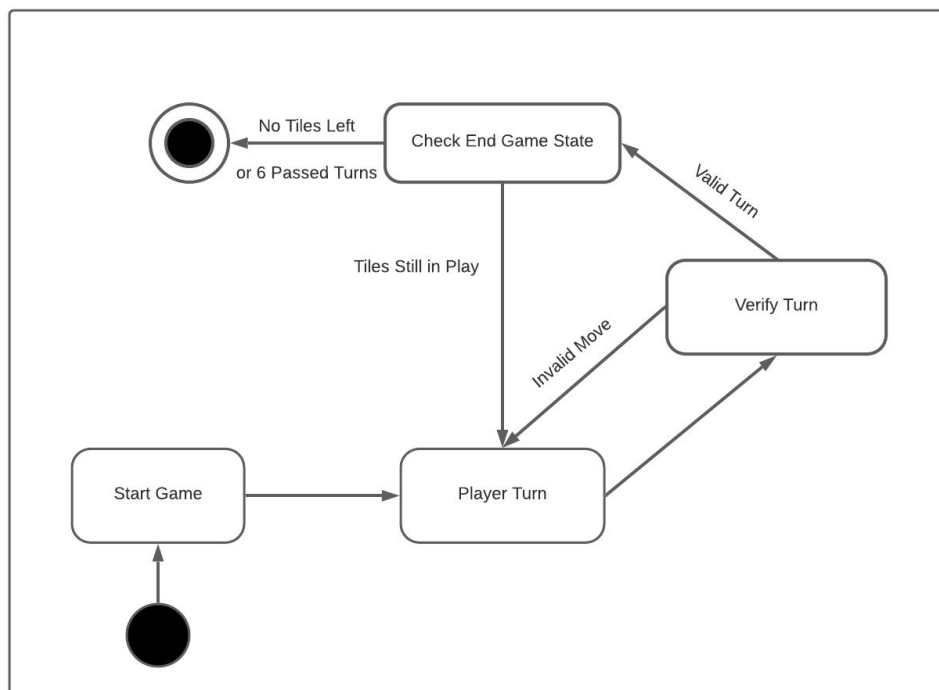 No Tiles Left
or 6 Passed Turns
Check End Game State
Valid Turn
Tiles Still in Play
Verify Turn
Invalid Move
Start Game
Player Turn